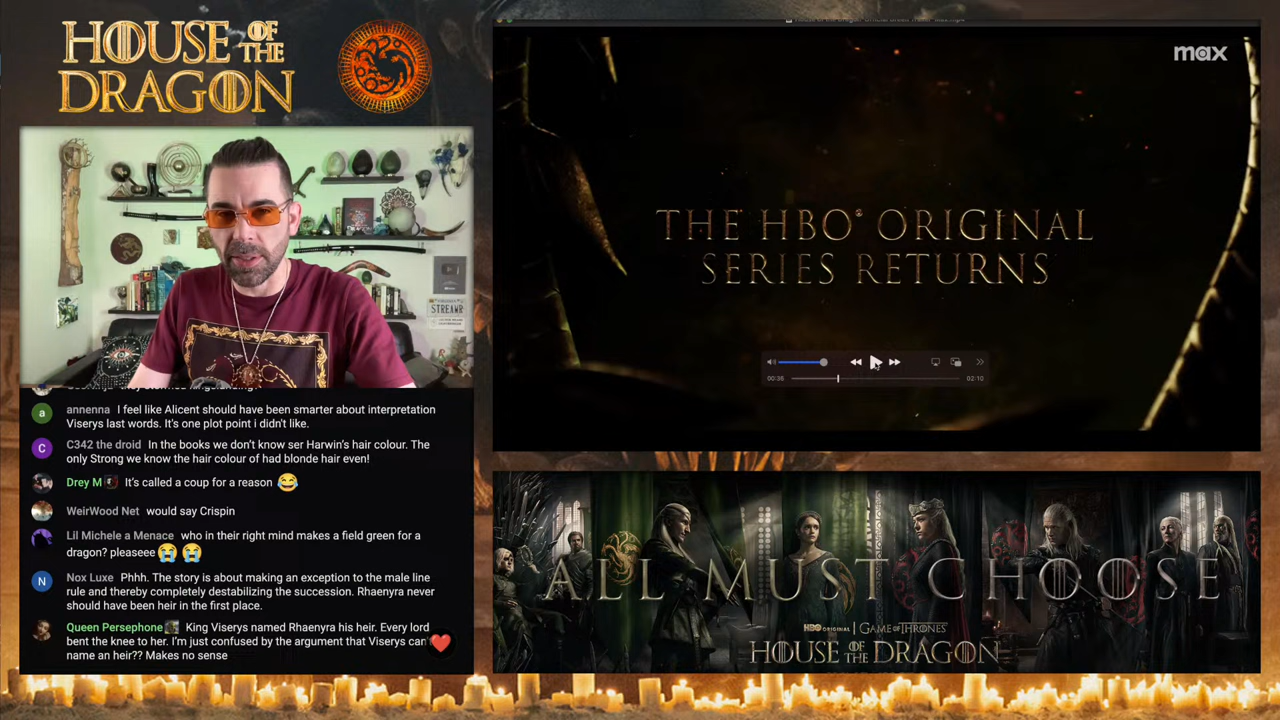 HOUSE OF THE
DRAGON
max
THE HBO® ORIGINAL
SERIES RETURNS
00:36
02:10
STREAMR
annenna I feel like Alicent should have been smarter about interpretation
Viserys last words. It's one plot point i didn't like.
C342 the droid In the books we don't know ser Harwin's hair colour. The
only Strong we know the hair colour of had blonde hair even!
Drey M It's called a coup for a reason 😂
WeirWood Net would say Crispin
Lil Michele a Menace who in their right mind makes a field green for a
dragon? pleaseee 😭 😭
Nox Luxe Phhh. The story is about making an exception to the male line
rule and thereby completely destabilizing the succession. Rhaenyra never
should have been heir in the first place.
Queen Persephone King Viserys named Rhaenyra his heir. Every lord
bent the knee to her. I'm just confused by the argument that Viserys can'
name an heir?? Makes no sense
ALL MUST CHOOSE
HBO ORIGINAL | GAME OF THRONES
HOUSE OF THE DRAGON